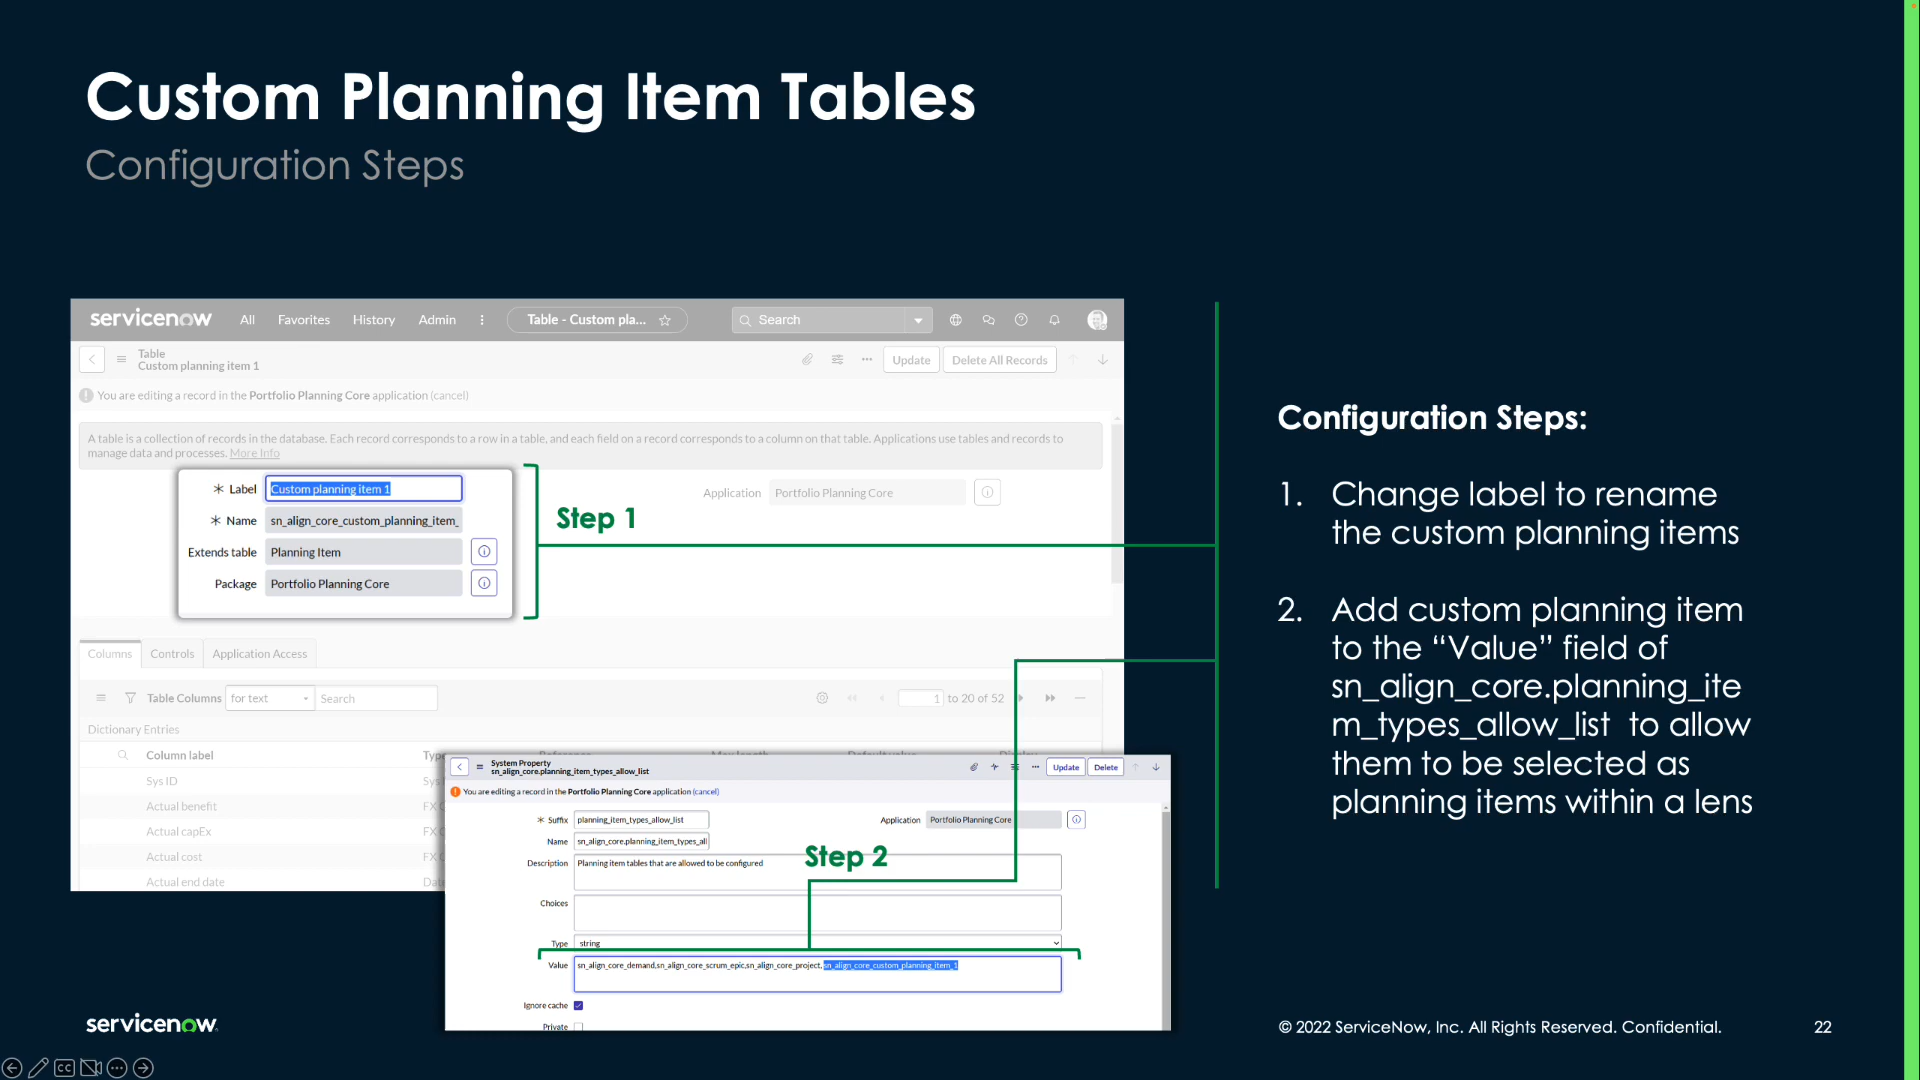 Custom Planning Item Tables
Configuration Steps
servicenow All Favorites History Admin Table - Custom pla... Search
Table
Custom planning item 1
Update Delete All Records
You are editing a record in the Portfolio Planning Core application (cancel)
A table is a collection of records in the database. Each record corresponds to a row in a table, and each field on a record corresponds to a column on that table. Applications use tables and records to
manage data and processes. More Info
* Label Custom planning item 1
* Name sn_align_core_custom_planning_item_
Extends table Planning Item
Package Portfolio Planning Core
Application Portfolio Planning Core
Step 1
Columns Controls Application Access
Table Columns for text Search 1 to 20 of 52
Dictionary Entries
Column label
Sys ID
Actual benefit
Actual capEx
Actual cost
Actual end date
System Property
sn_align_core.planning_item_types_allow_list
Update Delete
You are editing a record in the Portfolio Planning Core application (cancel)
* Suffix planning_item_types_allow_list
Application Portfolio Planning Core
Name sn_align_core.planning_item_types_all
Description Planning item tables that are allowed to be configured
Step 2
Choices
Type string
Value sn_align_core_demand,sn_align_core_scrum_epic,sn_align_core_project,sn_align_core_custom_planning_item_1
Ignore cache
Private
Configuration Steps:
1. Change label to rename
the custom planning items
2. Add custom planning item
to the “Value” field of
sn_align_core.planning_ite
m_types_allow_list to allow
them to be selected as
planning items within a lens
servicenow.
© 2022 ServiceNow, Inc. All Rights Reserved. Confidential.
22
CC